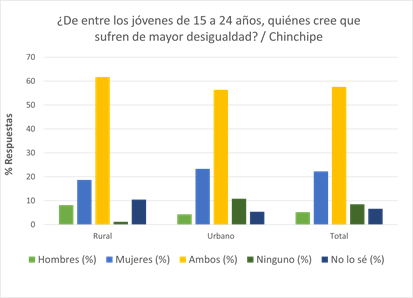 ¿De entre los jóvenes de 15 a 24 años, quiénes cree que
sufren de mayor desigualdad? / Chinchipe
% Respuestas
70
60
50
40
30
20
10
0
Rural Urbano Total
Hombres (%) Mujeres (%) Ambos (%) Ninguno (%) No lo sé (%)